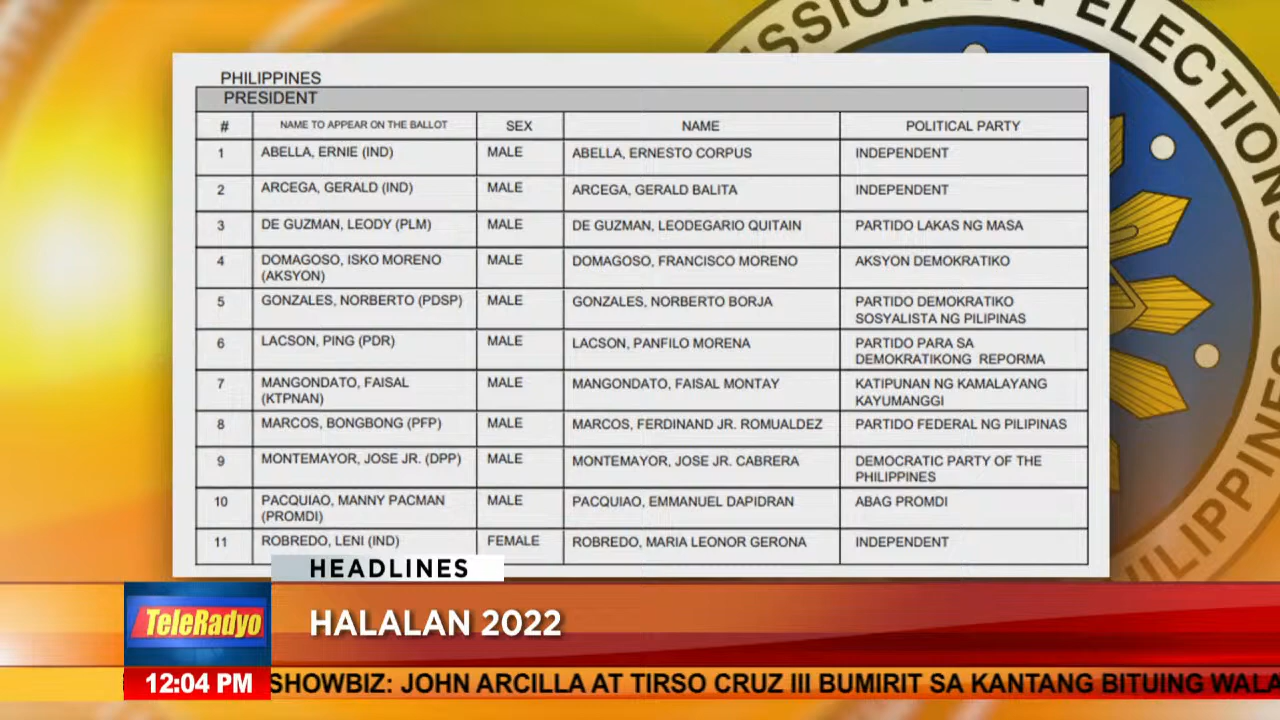 MISSION ON ELECTIONS
PHILIPPINES
PHILIPPINES
PRESIDENT
# NAME TO APPEAR ON THE BALLOT SEX NAME POLITICAL PARTY
1 ABELLA, ERNIE (IND) MALE ABELLA, ERNESTO CORPUS INDEPENDENT
2 ARCEGA, GERALD (IND) MALE ARCEGA, GERALD BALITA INDEPENDENT
3 DE GUZMAN, LEODY (PLM) MALE DE GUZMAN, LEODEGARIO QUITAIN PARTIDO LAKAS NG MASA
4 DOMAGOSO, ISKO MORENO MALE DOMAGOSO, FRANCISCO MORENO AKSYON DEMOKRATIKO
(AKSYON)
5 GONZALES, NORBERTO (PDSP) MALE GONZALES, NORBERTO BORJA PARTIDO DEMOKRATIKO
SOSYALISTA NG PILIPINAS
6 LACSON, PING (PDR) MALE LACSON, PANFILO MORENA PARTIDO PARA SA
DEMOKRATIKONG REPORMA
7 MANGONDATO, FAISAL MALE MANGONDATO, FAISAL MONTAY KATIPUNAN NG KAMALAYANG
(KTPNAN) KAYUMANGGI
8 MARCOS, BONGBONG (PFP) MALE MARCOS, FERDINAND JR. ROMUALDEZ PARTIDO FEDERAL NG PILIPINAS
9 MONTEMAYOR, JOSE JR. (DPP) MALE MONTEMAYOR, JOSE JR. CABRERA DEMOCRATIC PARTY OF THE
PHILIPPINES
10 PACQUIAO, MANNY PACMAN MALE PACQUIAO, EMMANUEL DAPIDRAN ABAG PROMDI
(PROMDI)
11 ROBREDO, LENI (IND) FEMALE ROBREDO, MARIA LEONOR GERONA INDEPENDENT
HEADLINES
TeleRadyo
HALALAN 2022
12:04 PM SHOWBIZ: JOHN ARCILLA AT TIRSO CRUZ III BUMIRIT SA KANTANG BITUING WALA